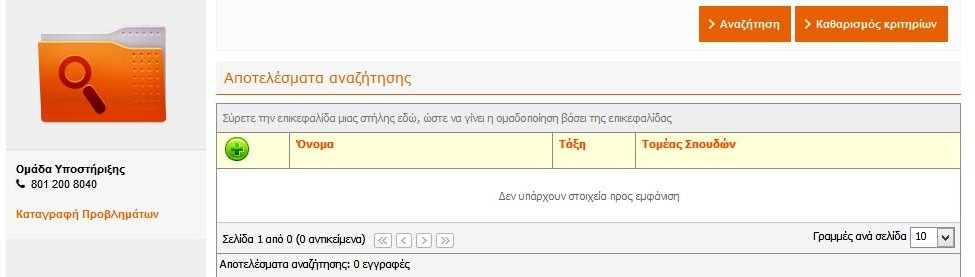 Αναζήτηση
Καθαρισμός κριτηρίων
Αποτελέσματα αναζήτησης
Σύρετε την επικεφαλίδα μιας στήλης εδώ, ώστε να γίνει η ομαδοποίηση βάσει της επικεφαλίδας
Όνομα Τάξη Τομέας Σπουδών
Δεν υπάρχουν στοιχεία προς εμφάνιση
Σελίδα 1 από 0 (0 αντικείμενα)
Γραμμές ανά σελίδα 10
Αποτελέσματα αναζήτησης: 0 εγγραφές
Ομάδα Υποστήριξης
801 200 8040
Καταγραφή Προβλημάτων